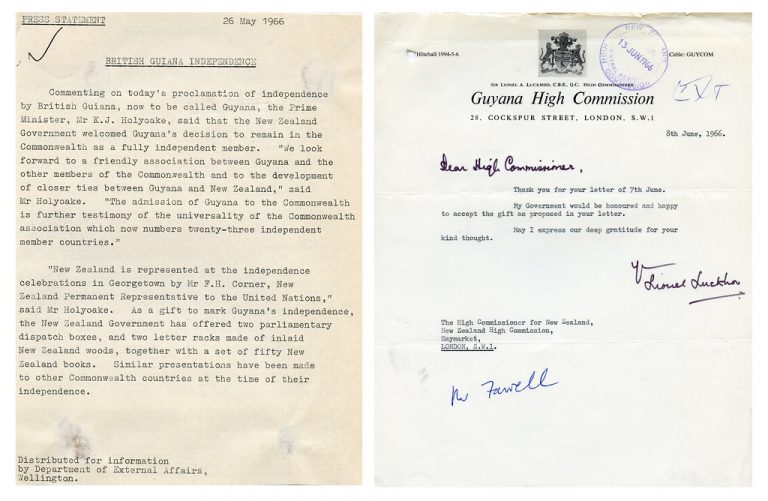 PRESS STATEMENT 26 May 1966
BRITISH GUIANA INDEPENDENCE
Commenting on today's proclamation of independence
by British Guiana, now to be called Guyana, the Prime
Minister, Mr K.J. Holyoake, said that the New Zealand
Government welcomed Guyana's decision to remain in the
Commonwealth as a fully independent member. "We look
forward to a friendly association between Guyana and the
other members of the Commonwealth and to the development
of closer ties between Guyana and New Zealand," said
Mr Holyoake. "The admission of Guyana to the Commonwealth
is further testimony of the universality of the Commonwealth
association which now numbers twenty-three independent
member countries."
"New Zealand is represented at the independence
celebrations in Georgetown by Mr F.H. Corner, New
Zealand Permanent Representative to the United Nations,"
said Mr Holyoake. As a gift to mark Guyana's independence,
the New Zealand Government has offered two parliamentary
dispatch boxes, and two letter racks made of inlaid
New Zealand woods, together with a set of fifty New
Zealand books. Similar presentations have been made
to other Commonwealth countries at the time of their
independence.
Distributed for information
by Department of External Affairs,
Wellington.
Whitehall 1994-5-6
Cable: GUYCOM
13 JUN 1966
SIR LIONEL A. LUCKHOO, C.B.E., Q.C. HIGH COMMISSIONER
Guyana High Commission
28, COCKSPUR STREET, LONDON, S.W.1
8th June, 1966.
Dear High Commissioner,
Thank you for your letter of 7th June.
My Government would be honoured and happy
to accept the gift as proposed in your letter.
May I express our deep gratitude for your
kind thought.
Lionel Luckhoo
The High Commissioner for New Zealand,
New Zealand High Commission,
Haymarket,
LONDON, S.W.1.
Mr Farrell